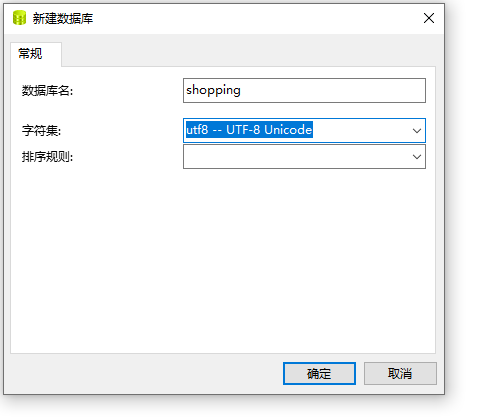 新建数据库
常规
数据库名:
shopping
字符集:
utf8 -- UTF-8 Unicode
排序规则:
确定
取消